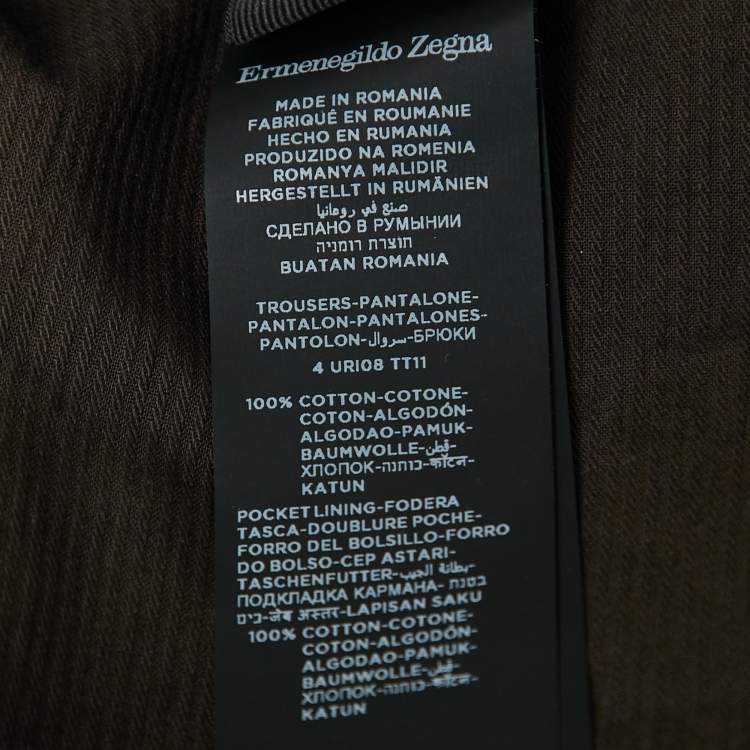 Ermenegildo Zegna
MADE IN ROMANIA
FABRIQUÉ EN ROUMANIE
HECHO EN RUMANIA
PRODUZIDO NA ROMENIA
ROMANYA MALIDIR
HERGESTELLT IN RUMÄNIEN
صنع في رومانيا
СДЕЛАНО В РУМЫНИИ
תוצרת רומניה
BUATAN ROMANIA
TROUSERS-PANTALONE-
PANTALON-PANTALONES-
PANTOLON-سروال-БРЮКИ
4 URI08 TT11
100% COTTON-COTONE-
COTON-ALGODÓN-
ALGODAO-PAMUK-
BAUMWOLLE-قطن-
ХЛОПОК-כותנה-कॉटन-
KATUN
POCKET LINING-FODERA
TASCA-DOUBLURE POCHE-
FORRO DEL BOLSILLO-FORRO
DO BOLSO-CEP ASTARI-
TASCHENFUTTER-بطانة الجيب-
ПОДКЛАДКА КАРМАНА- בטנת
כיס-जेब अस्तर-LAPISAN SAKU
100% COTTON-COTONE-
COTON-ALGODÓN-
ALGODAO-PAMUK-
BAUMWOLLE-قطن-
ХЛОПОК-כותנה-कॉटन-
KATUN